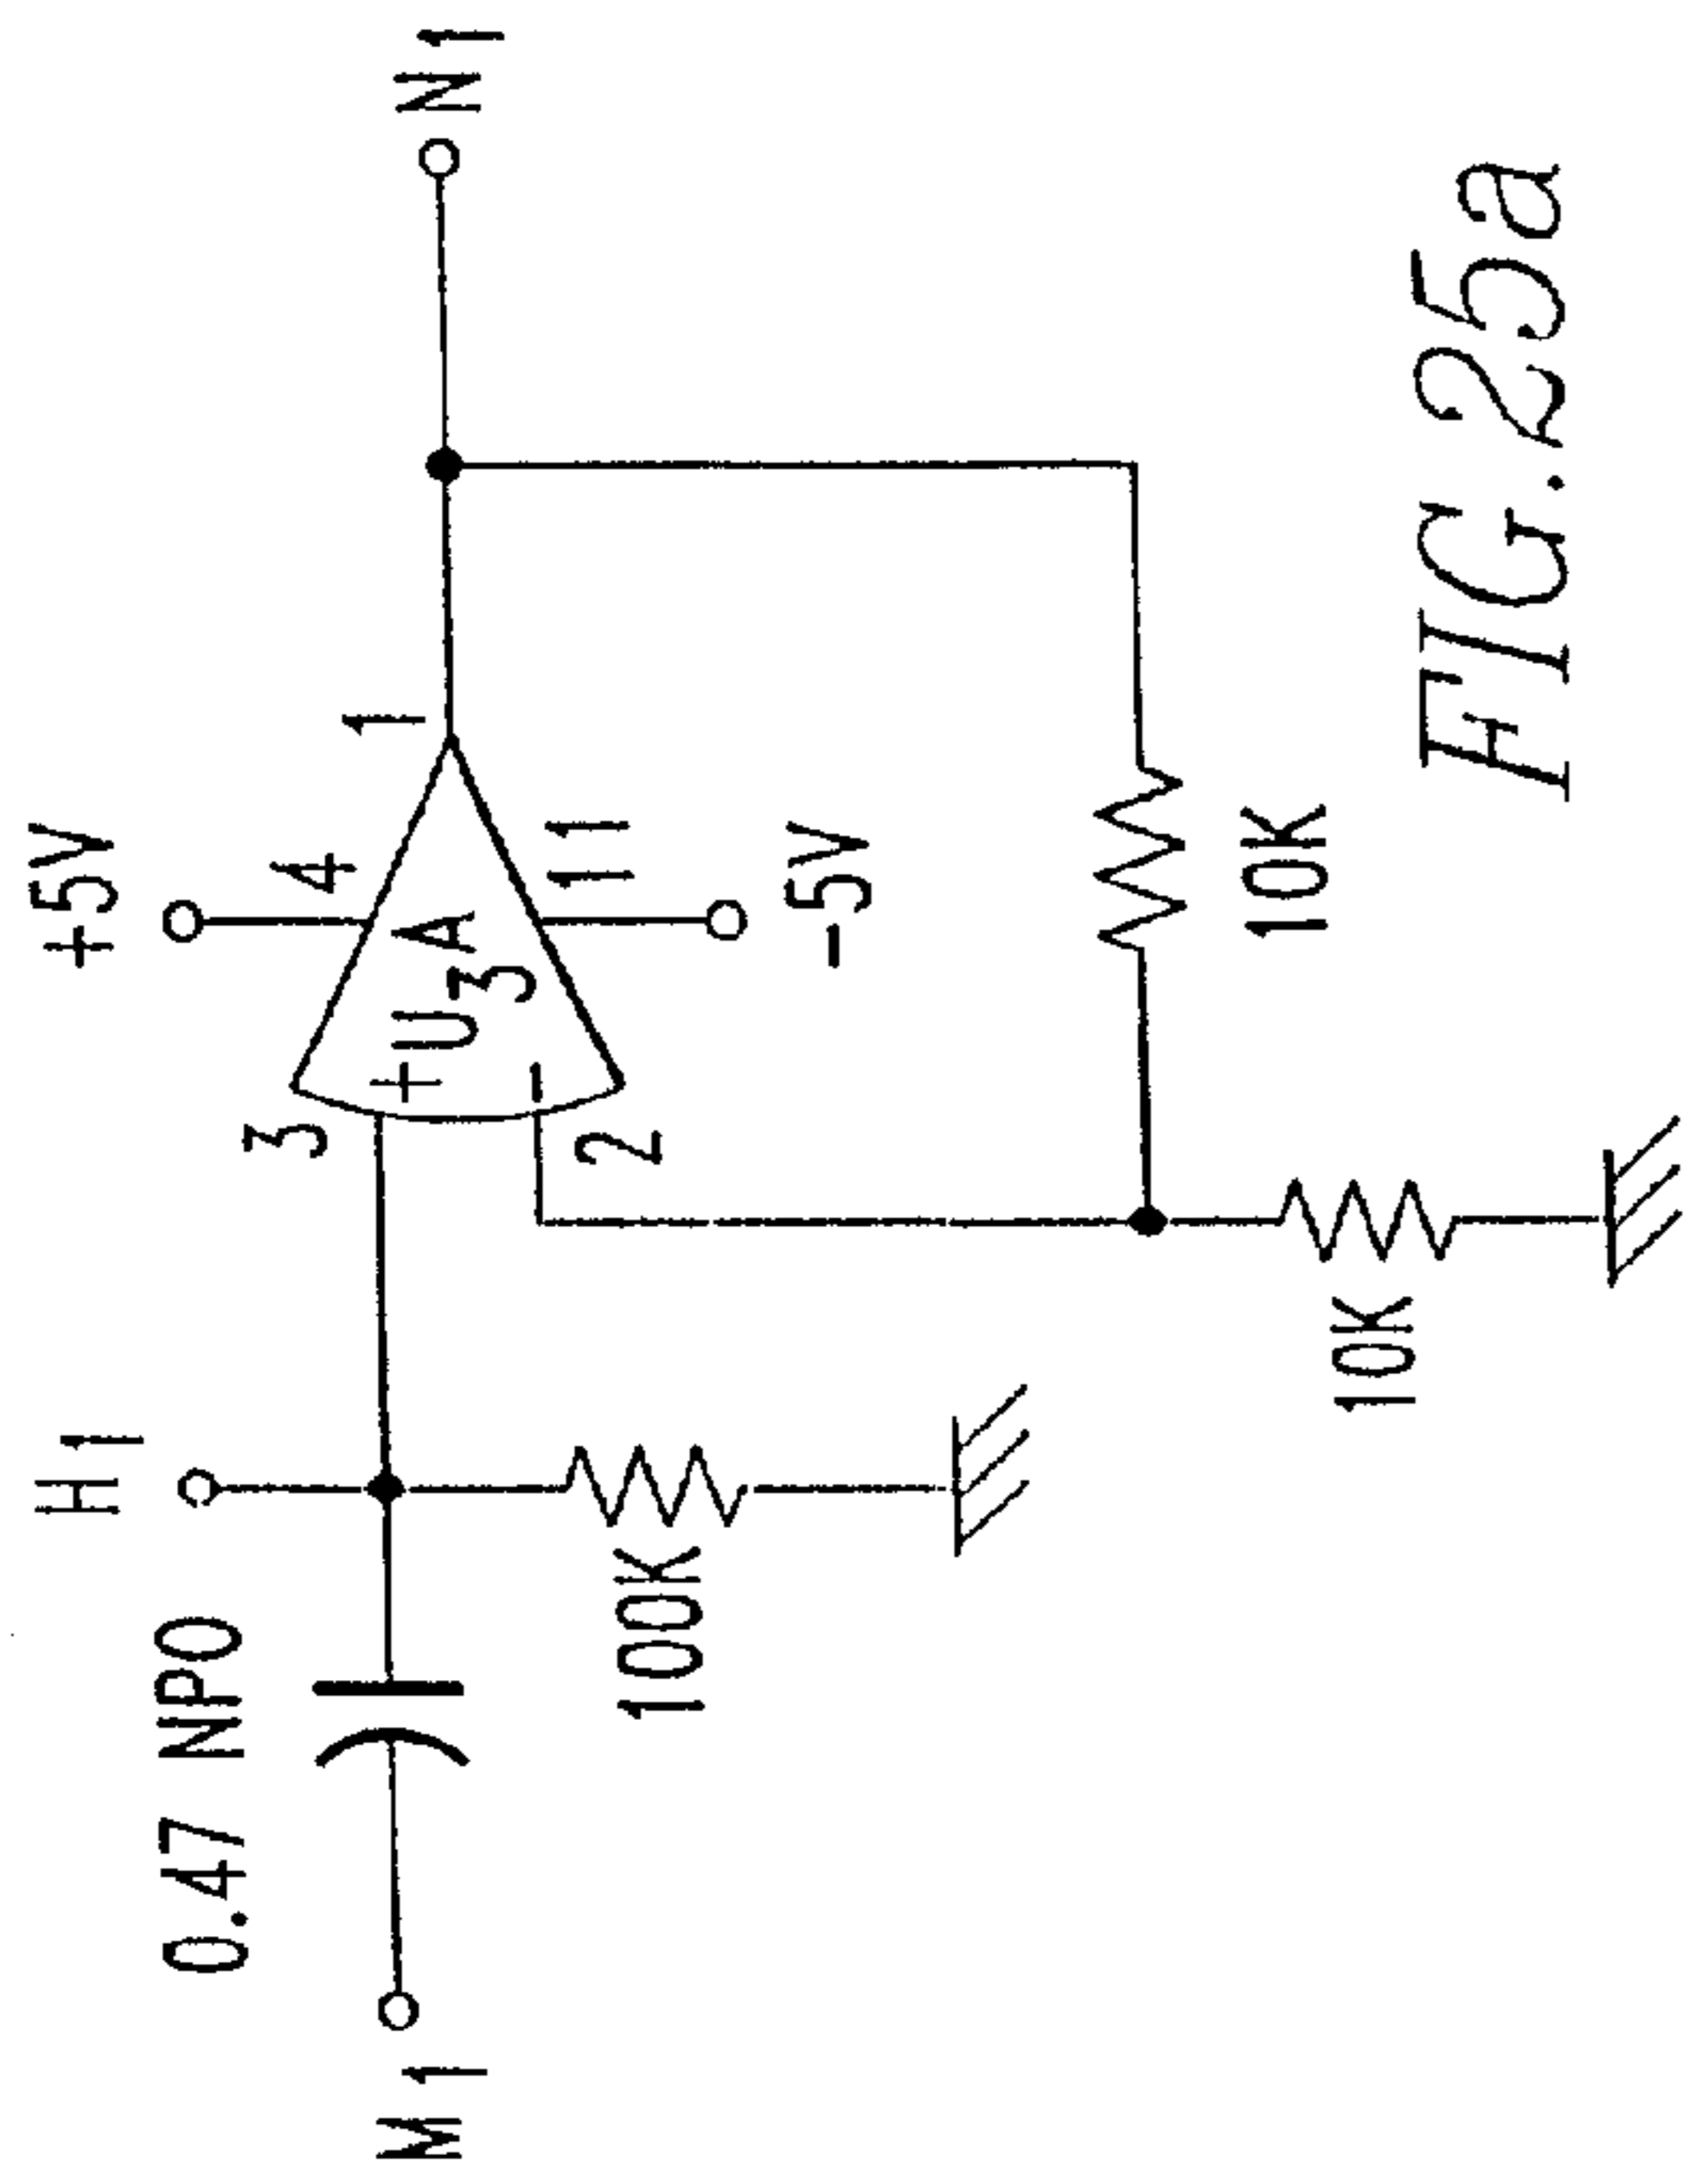 +5V
H1
0.47 NPO
4
1
3
+
U3A
N1
M1
-
2
11
100K
-5V
10K
10K
FIG.25a